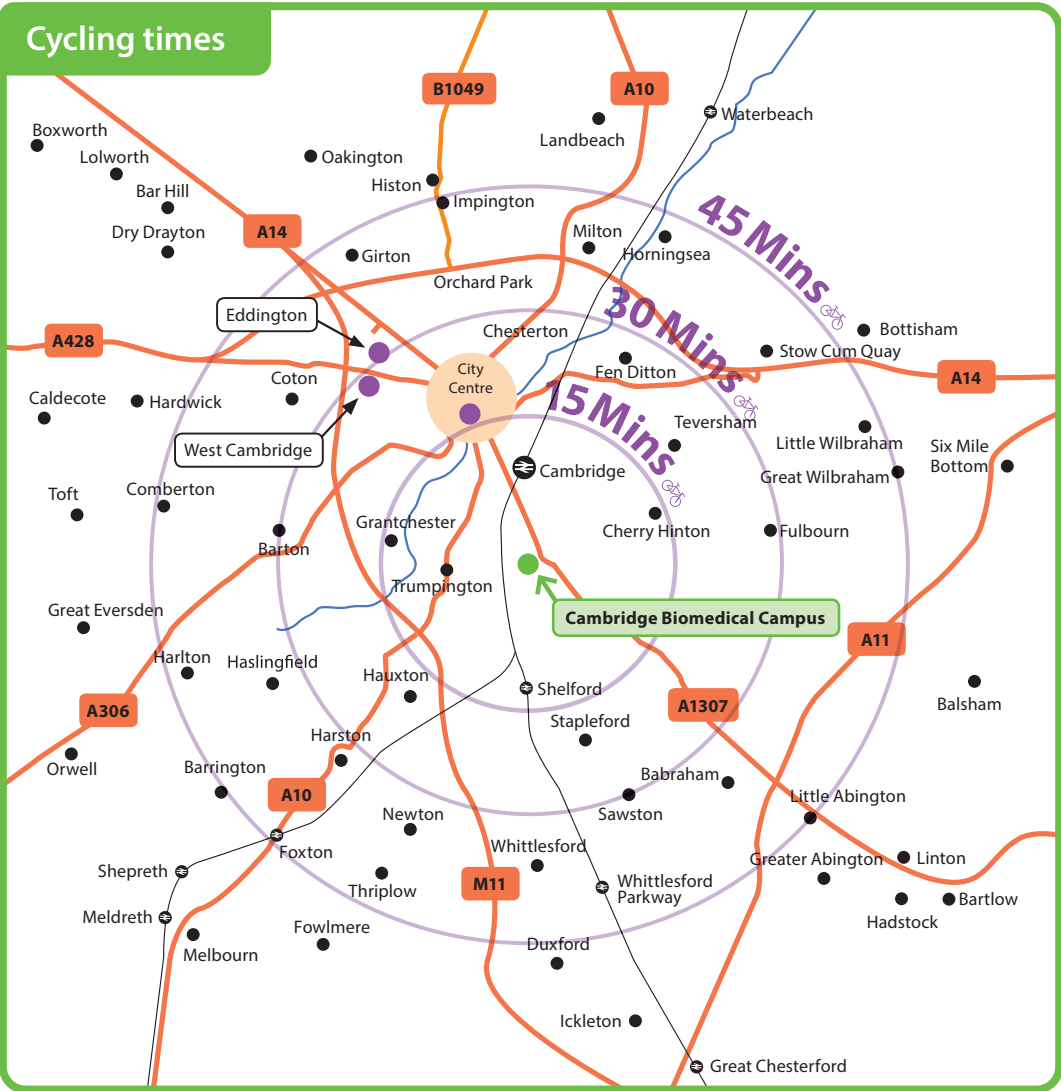 Cycling times
B1049
A10
Waterbeach
Landbeach
Boxworth
Lolworth
Oakington
Bar Hill
Histon
Impington
45 Mins
Dry Drayton
A14
Milton
Girton
Horningsea
Orchard Park
30 Mins
Eddington
Chesterton
Bottisham
A428
Stow Cum Quay
City
Centre
Fen Ditton
A14
Coton
15 Mins
Caldecote
Hardwick
Teversham
Little Wilbraham
Six Mile
Bottom
West Cambridge
Cambridge
Great Wilbraham
Toft
Comberton
Grantchester
Cherry Hinton
Fulbourn
Barton
Trumpington
Great Eversden
Cambridge Biomedical Campus
A11
Harlton
Haslingfield
Hauxton
Shelford
A306
A1307
Balsham
Stapleford
Harston
Orwell
Barrington
Babraham
A10
Little Abington
Newton
Sawston
Foxton
Whittlesford
Greater Abington
Linton
Shepreth
M11
Whittlesford
Parkway
Thriplow
Bartlow
Meldreth
Hadstock
Fowlmere
Melbourn
Duxford
Ickleton
Great Chesterford